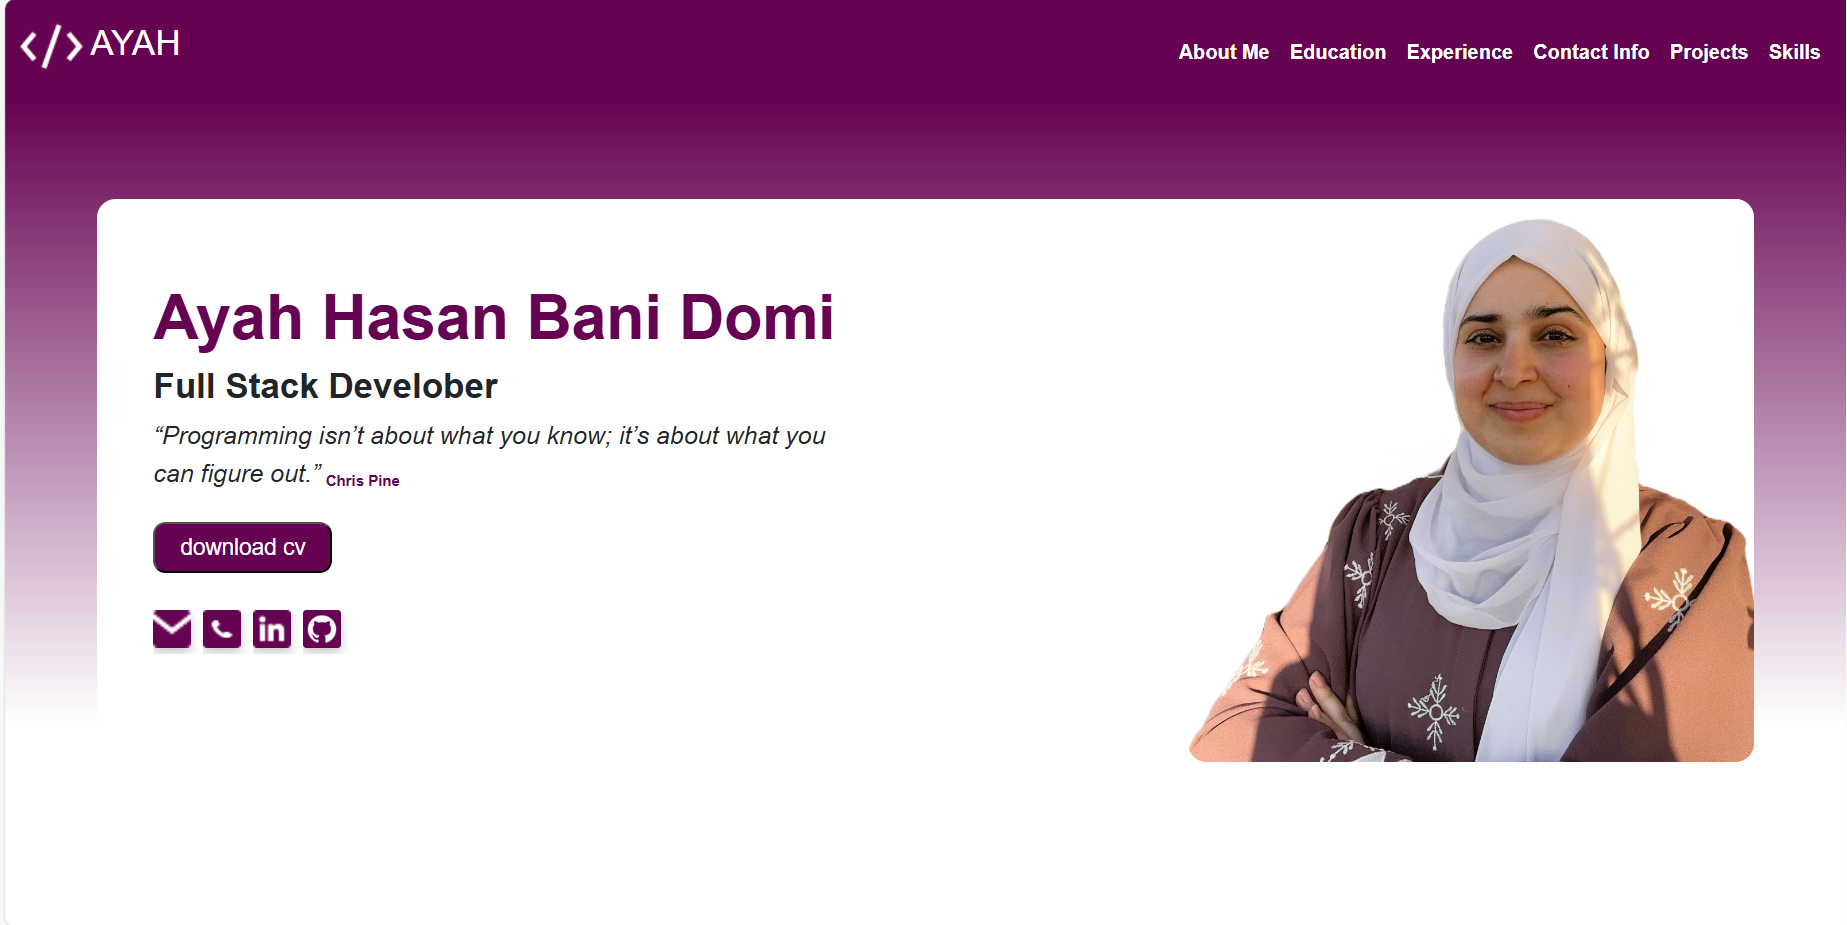 </> AYAH
About Me Education Experience Contact Info Projects Skills
Ayah Hasan Bani Domi
Full Stack Develober
“Programming isn’t about what you know; it’s about what you
can figure out.” Chris Pine
download cv
in